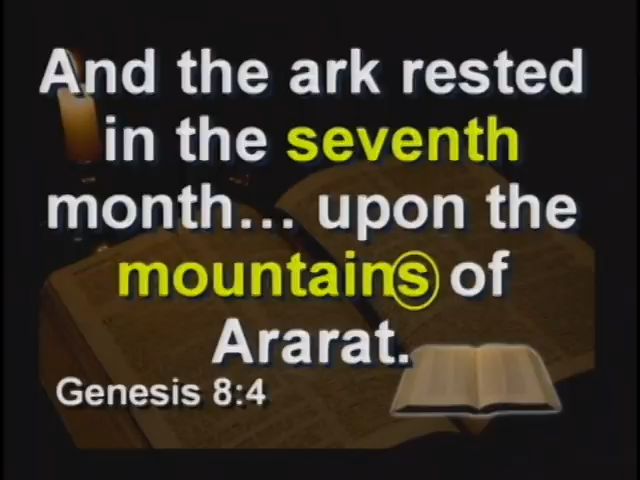 And the ark rested
in the seventh
month... upon the
mountains of
Ararat.
Genesis 8:4